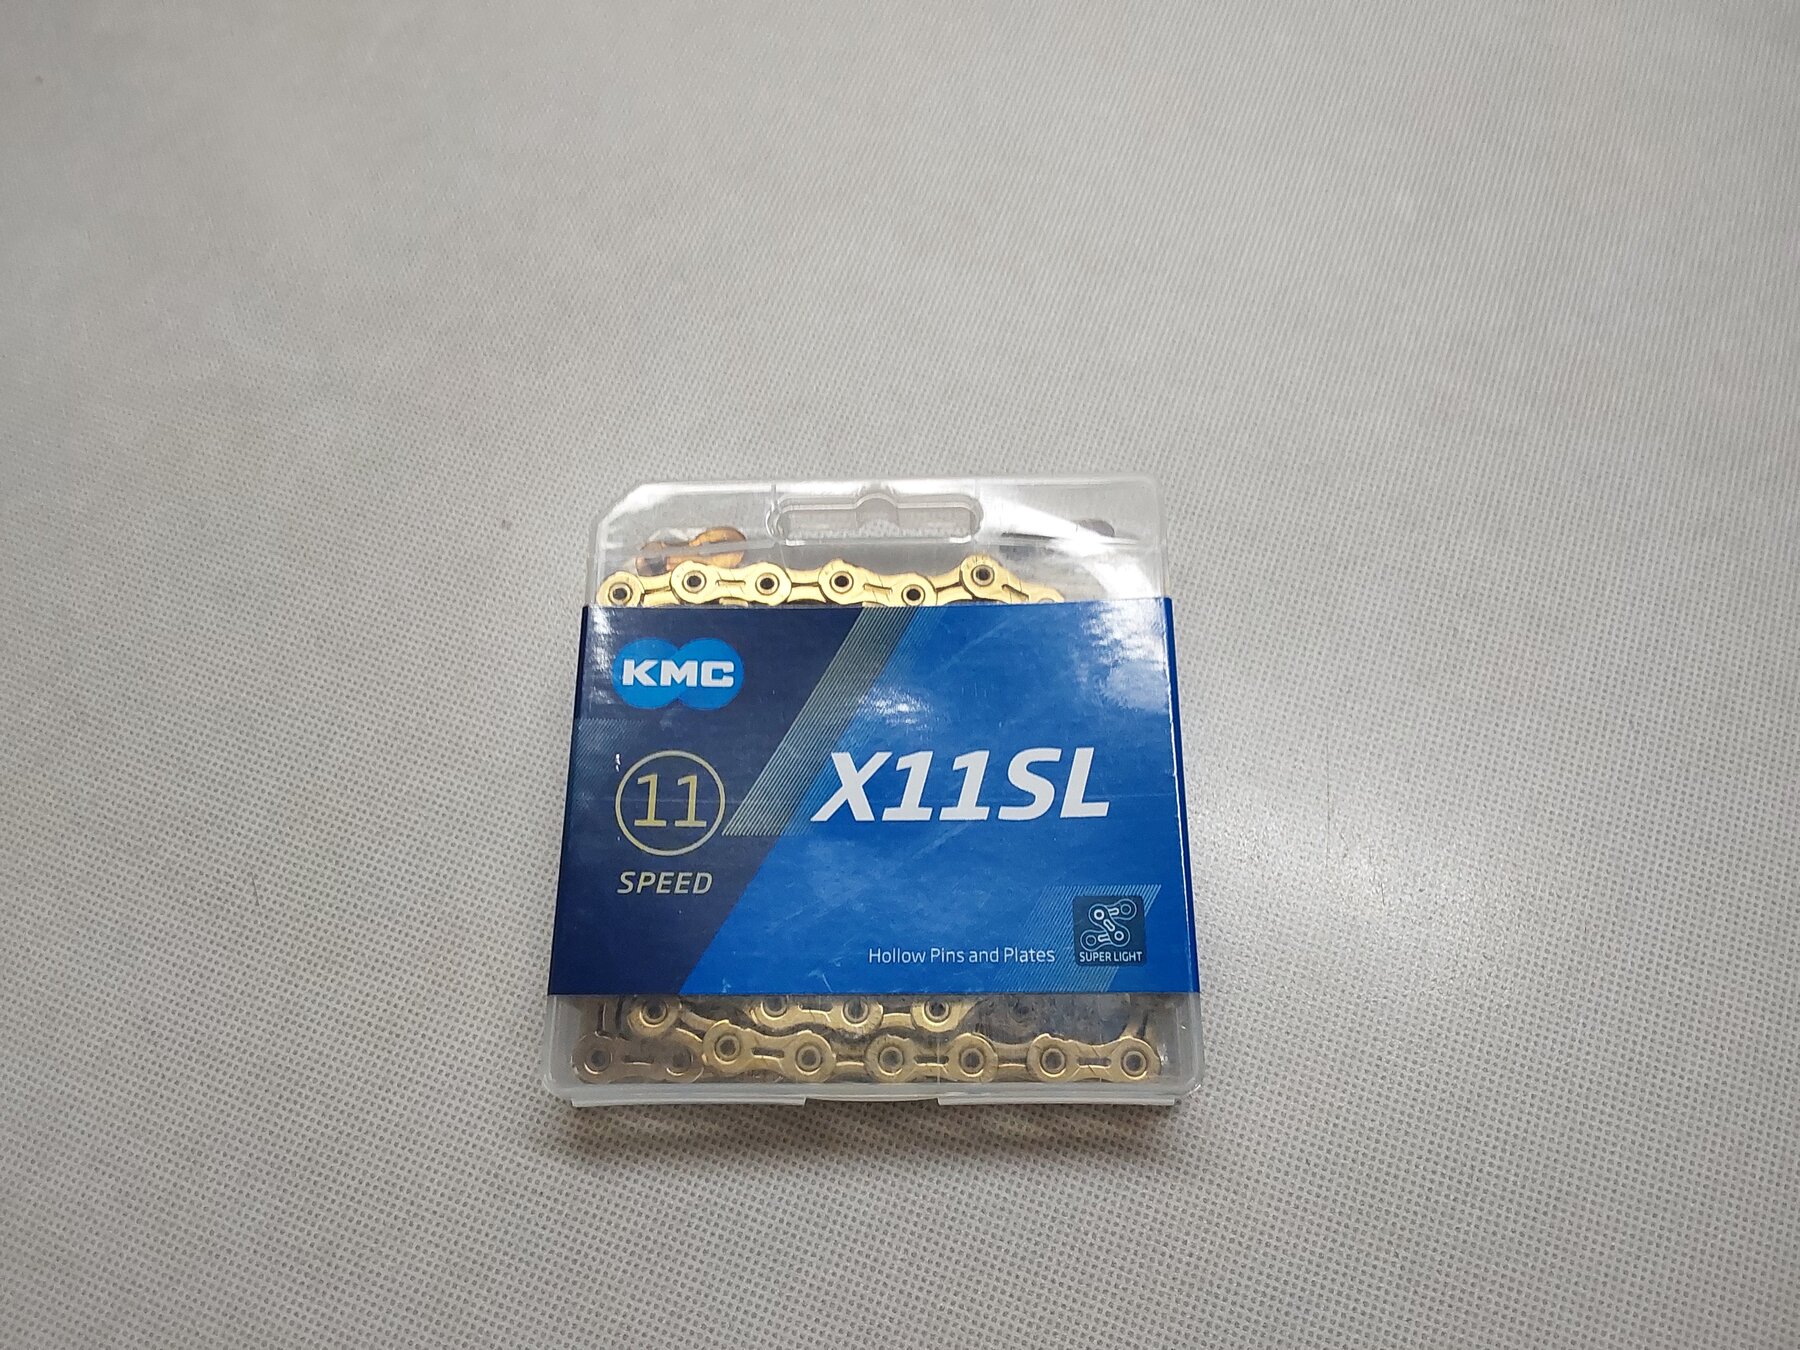 KMC
11
SPEED
X11SL
Hollow Pins and Plates
SUPER LIGHT